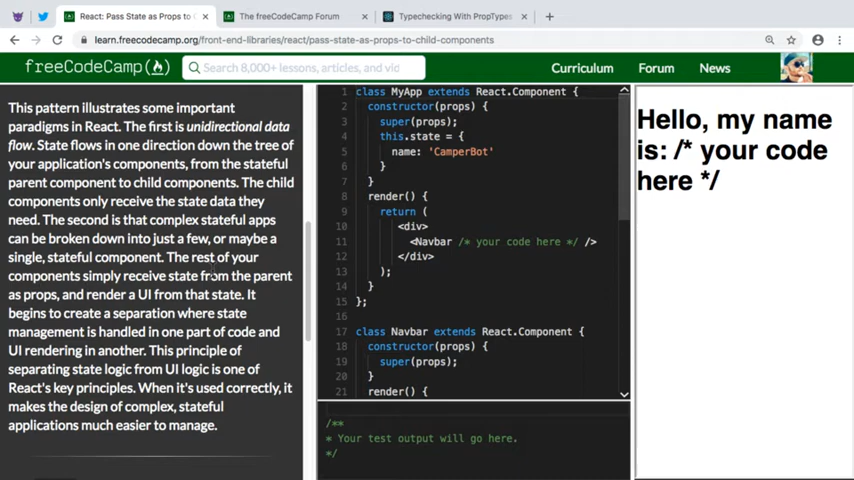 React: Pass State as Props to C
The freeCodeCamp Forum
Typechecking With PropTypes
learn.freecodecamp.org/front-end-libraries/react/pass-state-as-props-to-child-components
freeCodeCamp
Search 8,000+ lessons, articles, and vid
Curriculum
Forum
News
This pattern illustrates some important
paradigms in React. The first is unidirectional data
flow. State flows in one direction down the tree of
your application's components, from the stateful
parent component to child components. The child
components only receive the state data they
need. The second is that complex stateful apps
can be broken down into just a few, or maybe a
single, stateful component. The rest of your
components simply receive state from the parent
as props, and render a UI from that state. It
begins to create a separation where state
management is handled in one part of code and
UI rendering in another. This principle of
separating state logic from UI logic is one of
React's key principles. When it's used correctly, it
makes the design of complex, stateful
applications much easier to manage.
1 class MyApp extends React.Component {
2 constructor(props) {
3 super(props);
4 this.state = {
5 name: 'CamperBot'
6 }
7 }
8 render() {
9 return (
10 <div>
11 <Navbar /* your code here */ />
12 </div>
13 );
14 }
15 };
16
17 class Navbar extends React.Component {
18 constructor(props) {
19 super(props);
20 }
21 render() {
/**
* Your test output will go here.
*/
Hello, my name
is: /* your code
here */